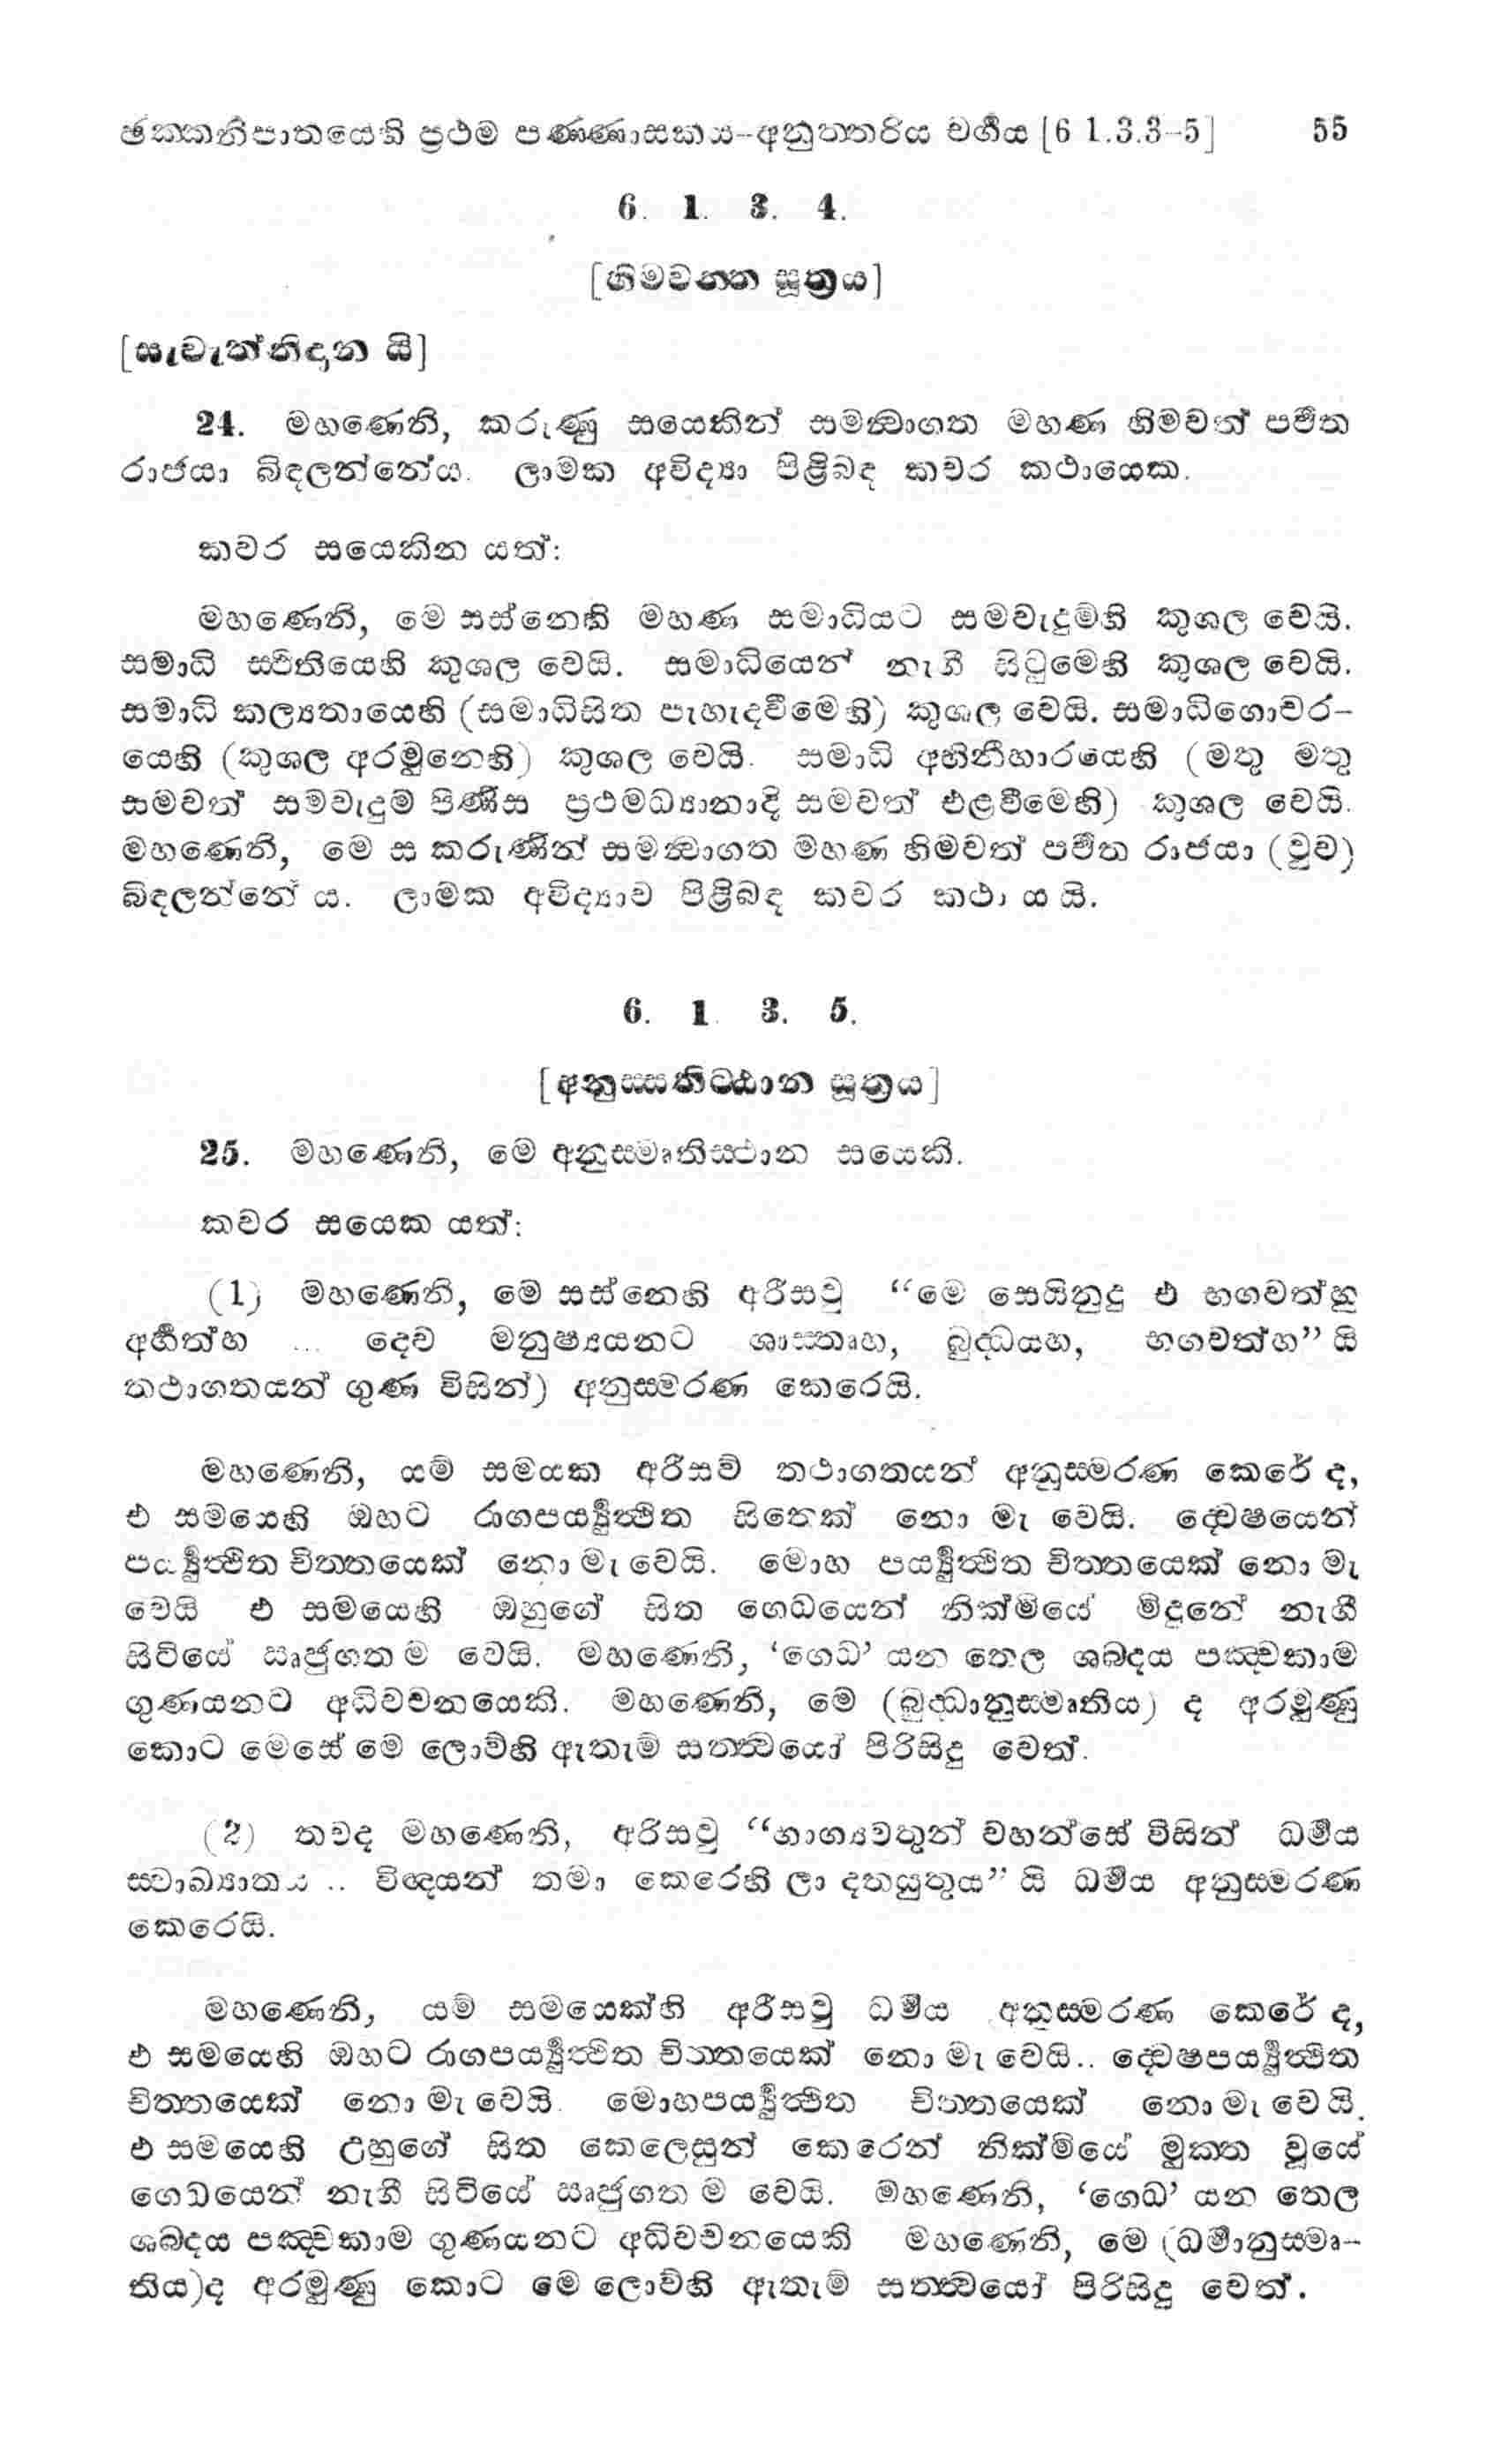 ඡක්කනිපාතයෙහි ප්‍රථම පණ්ණාසකය-අනුත්තරිය වර්‍ගය [6 1.3.3-5] 55
6. 1. 3. 4.
[හිමවන්ත සූත්‍රය]
[සැවැත්නිදාන යි]
24. මහණෙනි, කරුණු සයෙකින් සමන්‍වාගත මහණ හිමවත් පර්‍වත
රාජයා බිඳලන්නේය. ලාමක අවිද්‍යා පිළිබඳ කවර කථායෙක.
කවර සයෙකින යත්:
මහණෙනි, මෙ සස්නෙහි මහණ සමාධියට සමවැදුම්හි කුශල වෙයි.
සමාධි ස්ථිතියෙහි කුශල වෙයි. සමාධියෙන් නැගී සිටුමෙහි කුශල වෙයි.
සමාධි කල්‍යතායෙහි (සමාධිසිත පැහැදවීමෙහි) කුශල වෙයි. සමාධිගොචර-
යෙහි (කුශල අරමුනෙහි) කුශල වෙයි. සමාධි අභිනීහාරයෙහි (මතු මතු
සමවත් සමවැදුම් පිණිස ප්‍රථමධ්‍යානාදි සමවත් එළවීමෙහි) කුශල වෙයි.
මහණෙනි, මෙ ස කරුණින් සමන්‍වාගත මහණ හිමවත් පර්‍වත රාජයා (වුව)
බිඳලන්නේ ය. ලාමක අවිද්‍යාව පිළිබඳ කවර කථා ය යි.
6. 1 3. 5.
[අනුස්සතිට්ඨාන සූත්‍රය]
25. මහණෙනි, මෙ අනුස්මෘතිස්ථාන සයෙකි.
කවර සයෙක යත්:
(1) මහණෙනි, මෙ සස්නෙහි අරීසවු “මෙ සෙයිනුදු එ භගවත්හු
අර්‍හත්හ ... දෙව මනුෂ්‍යයනට ශාස්තෘහ, බුද්ධයහ, භගවත්හ” යි
තථාගතයන් ගුණ විසින්) අනුස්මරණ කෙරෙයි.
මහණෙනි, යම් සමයක අරීසව් තථාගතයන් අනුස්මරණ කෙරේ ද,
එ සමයෙහි ඔහට රාගපර්‍ය්‍යුත්ථිත සිතෙක් නො මැ වෙයි. ද්වෙෂයෙන්
පර්‍ය්‍යුත්ථිත චිත්තයෙක් නො මැ වෙයි. මොහ පර්‍ය්‍යුත්ථිත චිත්තයෙක් නො මැ
වෙයි එ සමයෙහි ඔහුගේ සිත ගෙධයෙන් නික්මියේ මිදුනේ නැගී
සිටියේ ඍජුගත ම වෙයි. මහණෙනි, ‘ගෙධ’ යන තෙල ශබ්දය පඤ්චකාම
ගුණයනට අධිවචනයෙකි. මහණෙනි, මෙ (බුද්ධානුස්මෘතිය) ද අරමුණු
කොට මෙසේ මෙ ලොව්හි ඇතැම් සත්ත්‍වයෝ පිරිසිදු වෙත්.
(2) තවද මහණෙනි, අරිසවු “භාග්‍යවතුන් වහන්සේ විසින් ධර්‍මය
ස්වාඛ්‍යාතය .. විඥයන් තමා කෙරෙහි ලා දතයුතුය” යි ධර්‍මය අනුස්මරණ
කෙරෙයි.
මහණෙනි, යම් සමයෙක්හි අරීසවු ධර්‍මය අනුස්මරණ කෙරේ ද,
එ සමයෙහි ඔහට රාගපර්‍ය්‍යුත්ථිත චිත්තයෙක් නො මැ වෙයි.. ද්වෙෂපර්‍ය්‍යුත්ථිත
චිත්තයෙක් නො මැ වෙයි. මොහපර්‍ය්‍යුත්ථිත චිත්තයෙක් නො මැ වෙයි.
එ සමයෙහි උහුගේ සිත කෙලෙසුන් කෙරෙන් නික්මියේ මුක්ත වූයේ
ගෙධයෙන් නැගී සිටියේ ඍජුගත ම වෙයි. මහණෙනි, ‘ගෙධ’ යන තෙල
ශබ්දය පඤ්චකාම ගුණයනට අධිවචනයෙකි මහණෙනි, මෙ (ධර්‍මානුස්මෘ-
තිය)ද අරමුණු කොට මෙ ලොව්හි ඇතැම් සත්ත්‍වයෝ පිරිසිදු වෙත්.